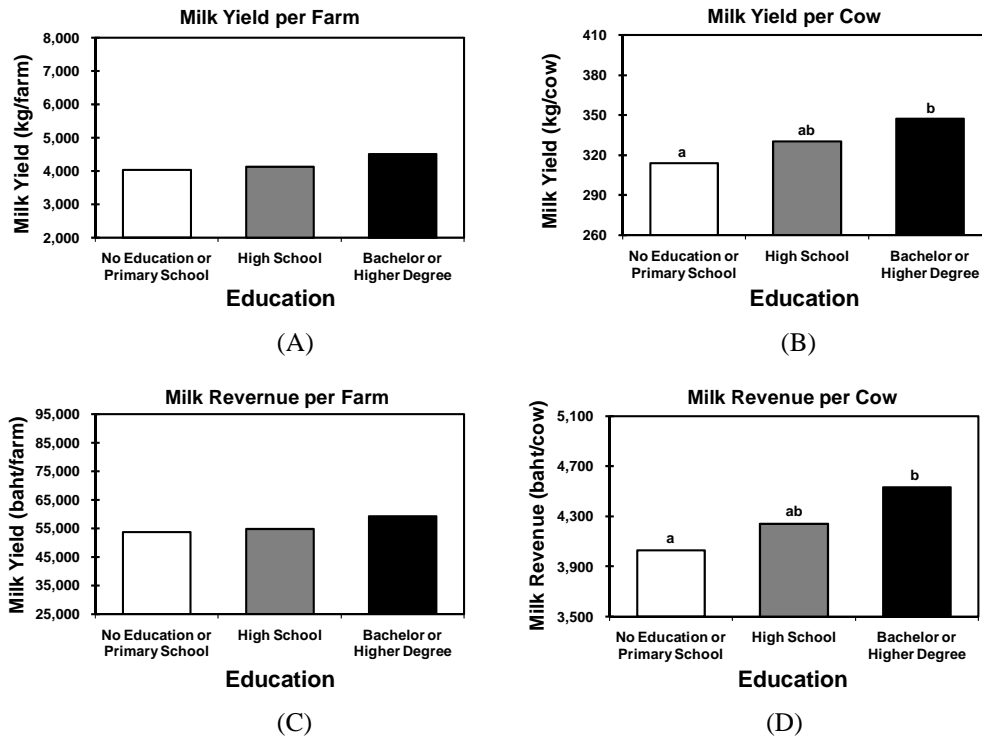 Milk Yield per Farm
Milk Yield (kg/farm)
8,000
7,000
6,000
5,000
4,000
3,000
2,000
No Education or
Primary School
High School
Bachelor or
Higher Degree
Education
(A)
Milk Yield per Cow
Milk Yield (kg/cow)
410
380
350
320
290
260
a
ab
b
No Education or
Primary School
High School
Bachelor or
Higher Degree
Education
(B)
Milk Revernue per Farm
Milk Yield (baht/farm)
95,000
85,000
75,000
65,000
55,000
45,000
35,000
25,000
No Education or
Primary School
High School
Bachelor or
Higher Degree
Education
(C)
Milk Revenue per Cow
Milk Revenue (baht/cow)
5,100
4,700
4,300
3,900
3,500
a
ab
b
No Education or
Primary School
High School
Bachelor or
Higher Degree
Education
(D)